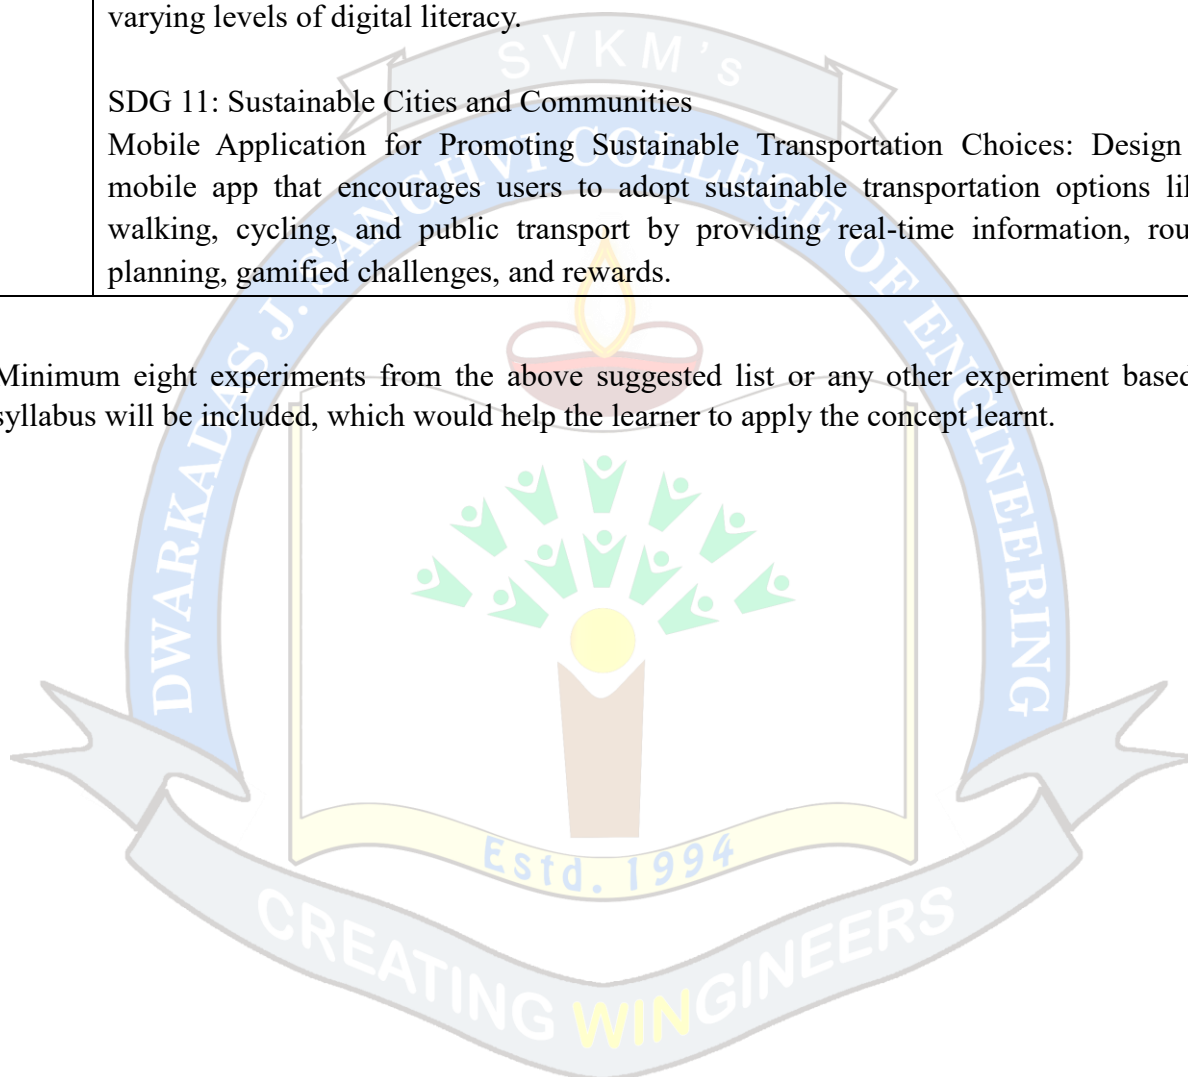 varying levels of digital literacy.
SDG 11: Sustainable Cities and Communities
Mobile Application for Promoting Sustainable Transportation Choices: Design
mobile app that encourages users to adopt sustainable transportation options
walking, cycling, and public transport by providing real-time information,
planning, gamified challenges, and rewards.
Minimum eight experiments from the above suggested list or any other experiment based
syllabus will be included, which would help the learner to apply the concept learnt.
SVKM's
DWARKADAS J. SANGHVI COLLEGE OF ENGINEERING
Estd. 1994
CREATING WINGINEERS